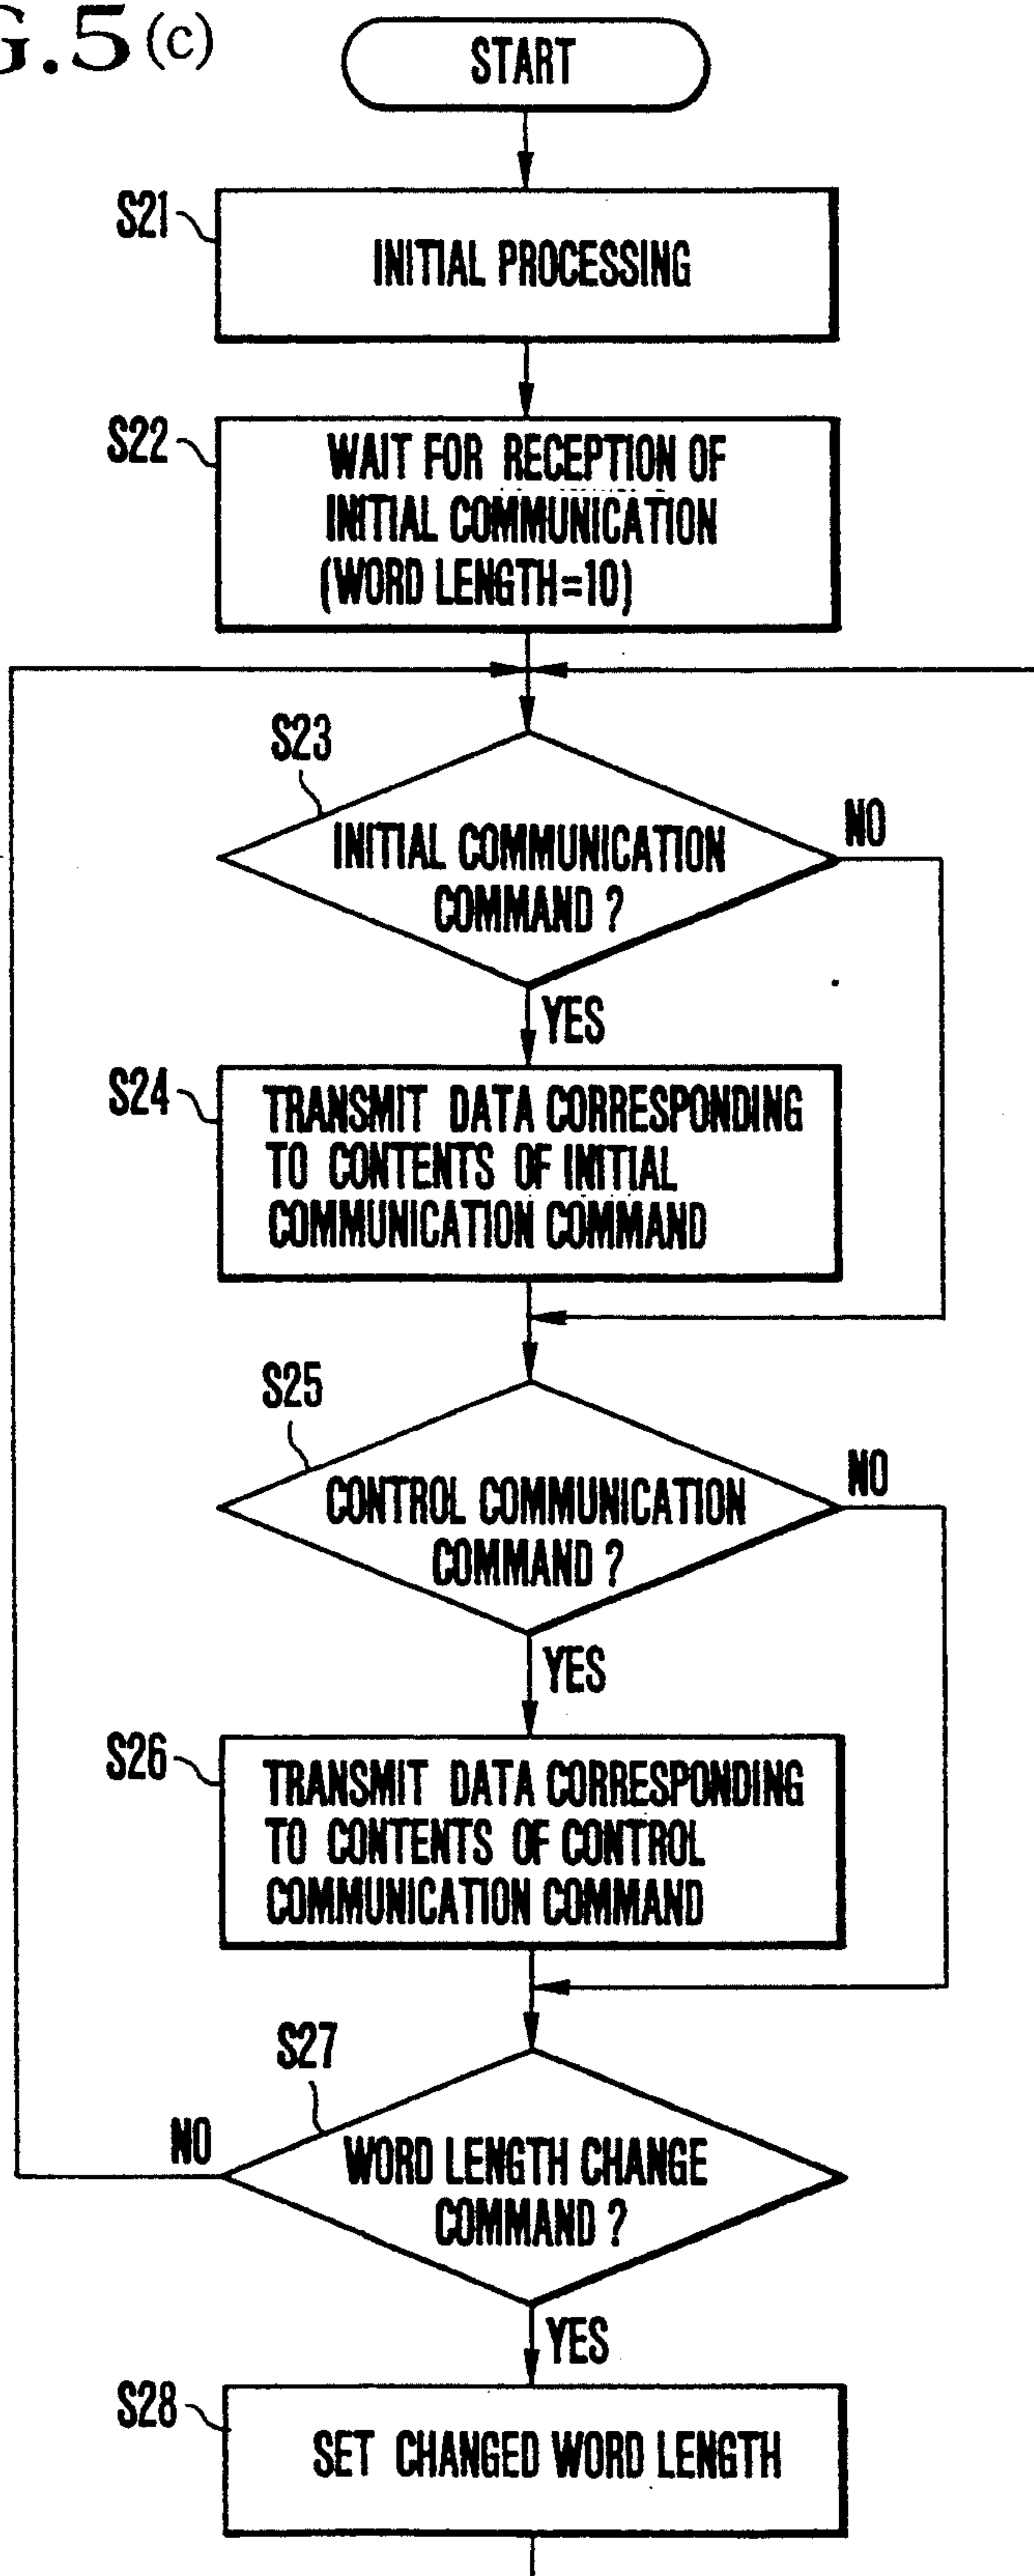 G.5 (c)
START
S21
INITIAL PROCESSING
S22
WAIT FOR RECEPTION OF
INITIAL COMMUNICATION
(WORD LENGTH=10)
S23
INITIAL COMMUNICATION
COMMAND ?
NO
YES
S24
TRANSMIT DATA CORRESPONDING
TO CONTENTS OF INITIAL
COMMUNICATION COMMAND
S25
CONTROL COMMUNICATION
COMMAND ?
NO
YES
S26
TRANSMIT DATA CORRESPONDING
TO CONTENTS OF CONTROL
COMMUNICATION COMMAND
S27
NO
WORD LENGTH CHANGE
COMMAND ?
YES
S28
SET CHANGED WORD LENGTH